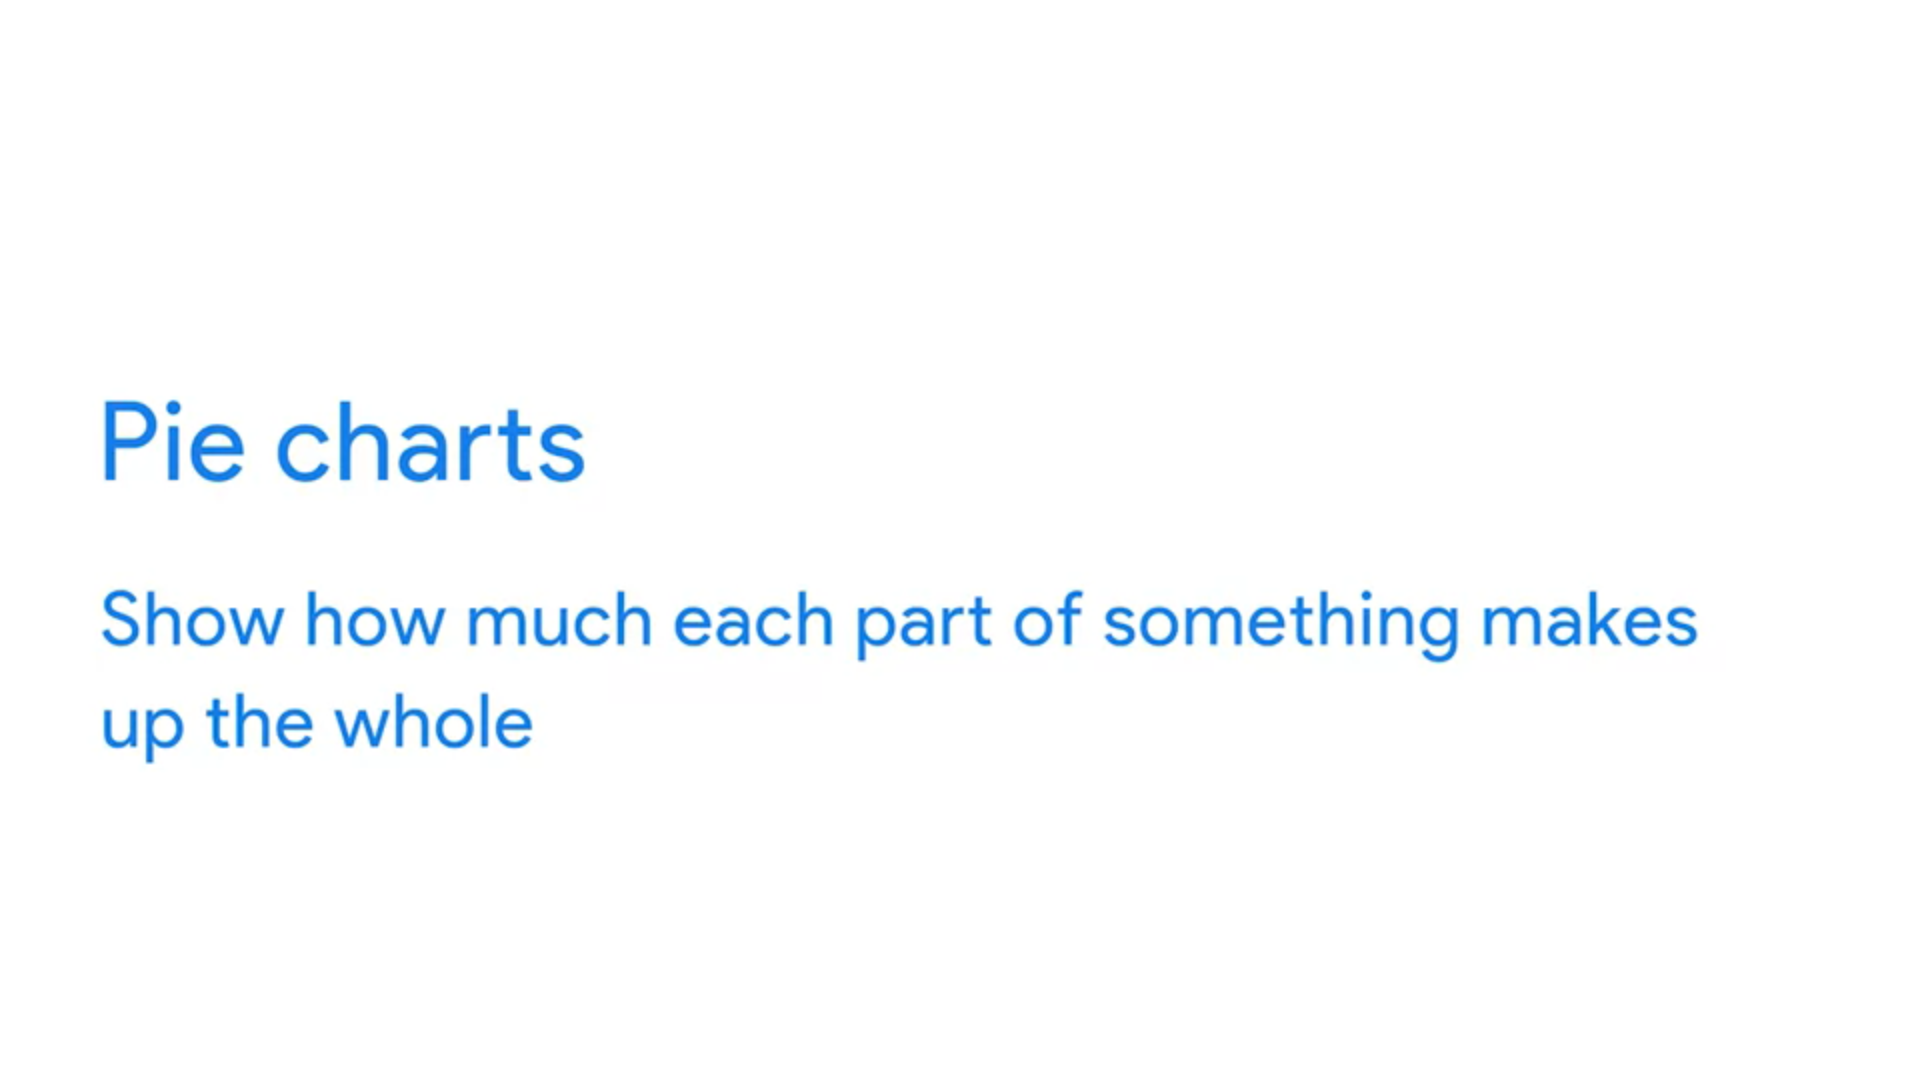 Pie charts
Show how much each part of something makes
up the whole